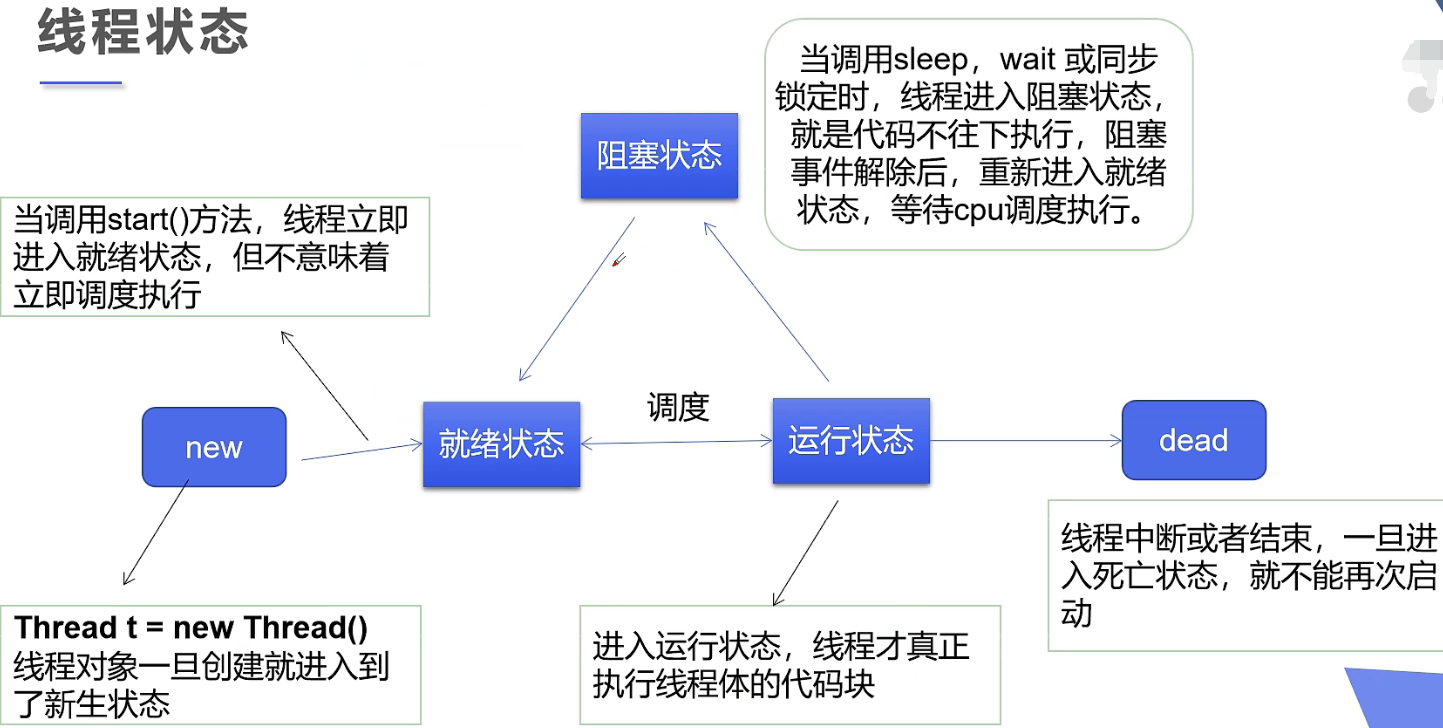 线程状态
当调用sleep，wait 或同步
锁定时，线程进入阻塞状态，
就是代码不往下执行，阻塞
事件解除后，重新进入就绪
状态，等待cpu调度执行。
阻塞状态
当调用start()方法，线程立即
进入就绪状态，但不意味着
立即调度执行
调度
new
就绪状态
运行状态
dead
线程中断或者结束，一旦进
入死亡状态，就不能再次启
动
Thread t = new Thread()
线程对象一旦创建就进入到
了新生状态
进入运行状态，线程才真正
执行线程体的代码块